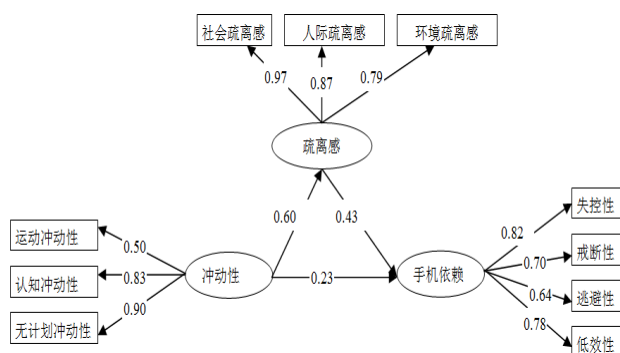 社会疏离感
人际疏离感
环境疏离感
0.97
0.87
0.79
疏离感
0.60
0.43
运动冲动性
认知冲动性
无计划冲动性
0.50
0.83
0.90
冲动性
0.23
手机依赖
0.82
0.70
0.64
0.78
失控性
戒断性
逃避性
低效性